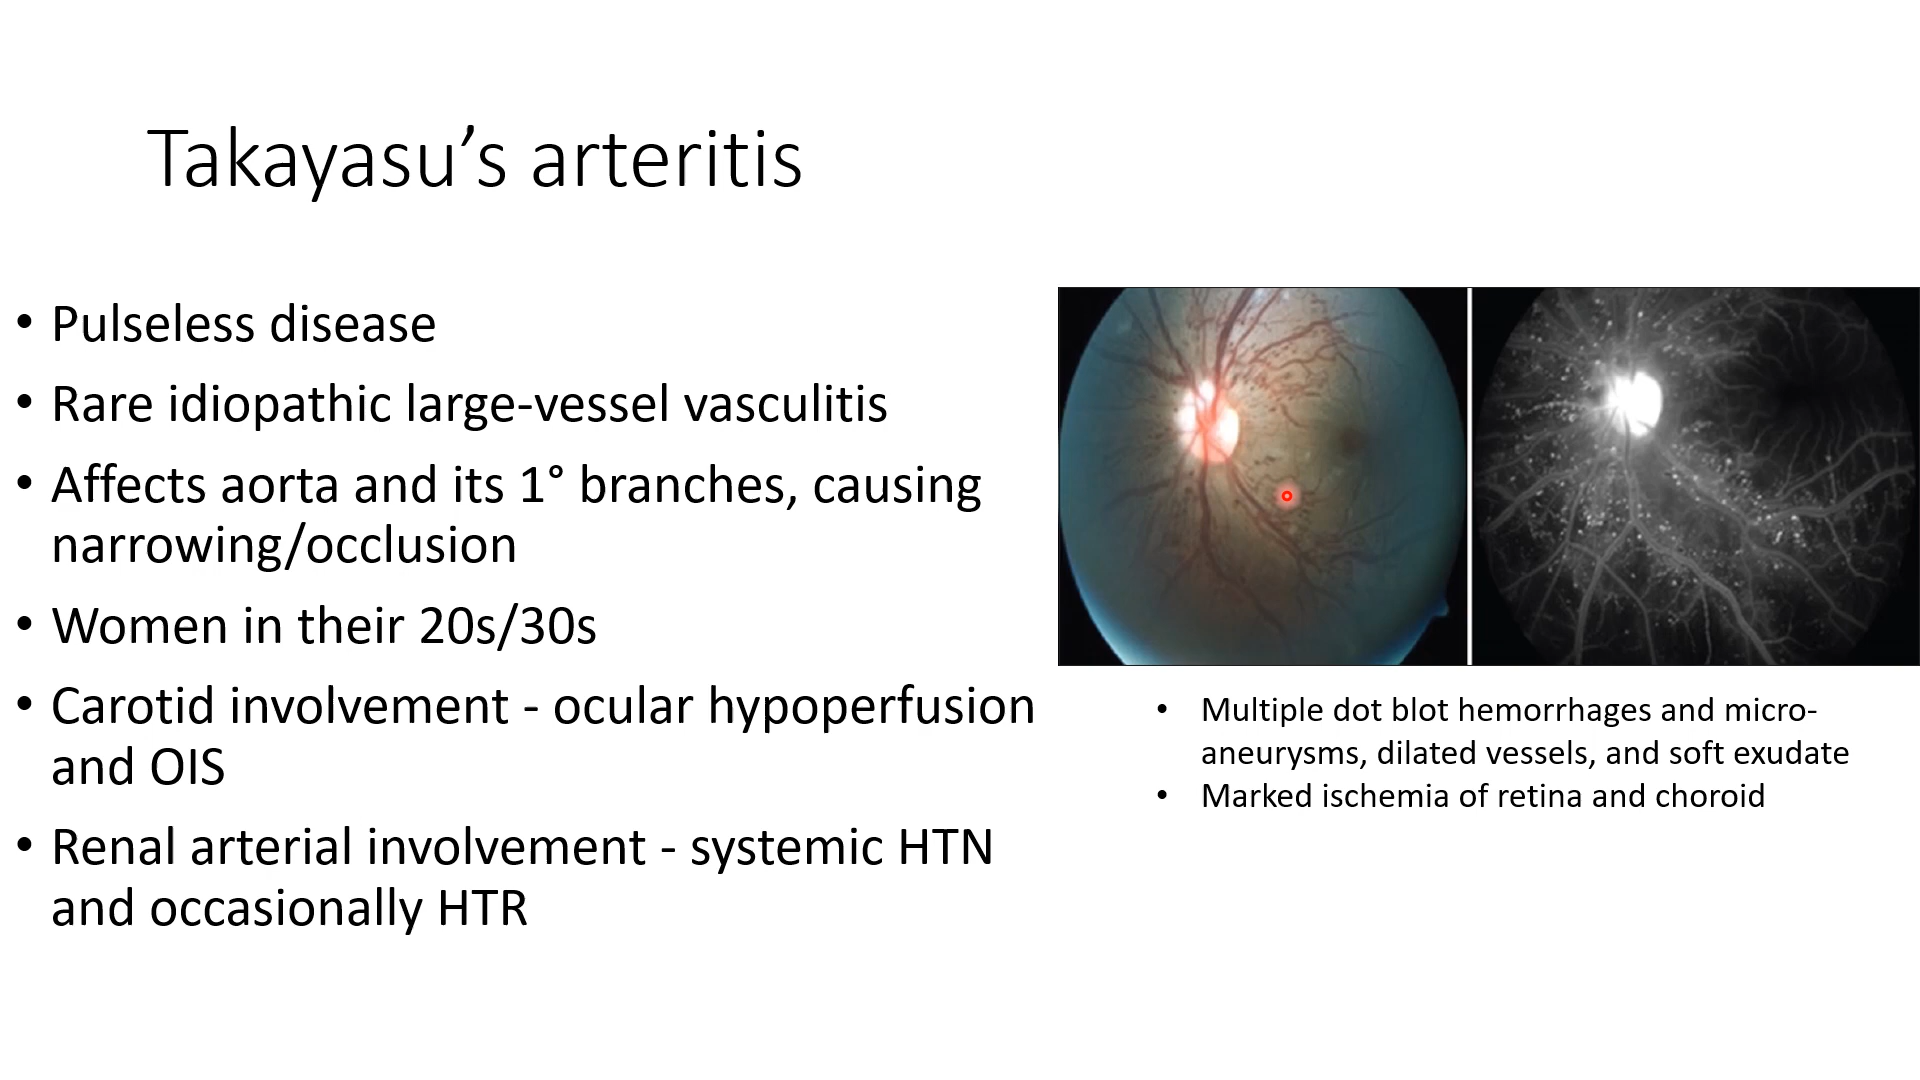 Takayasu’s arteritis
• Pulseless disease
• Rare idiopathic large-vessel vasculitis
• Affects aorta and its 1° branches, causing
narrowing/occlusion
• Women in their 20s/30s
• Carotid involvement - ocular hypoperfusion
and OIS
• Renal arterial involvement - systemic HTN
and occasionally HTR
• Multiple dot blot hemorrhages and micro-
aneurysms, dilated vessels, and soft exudate
• Marked ischemia of retina and choroid